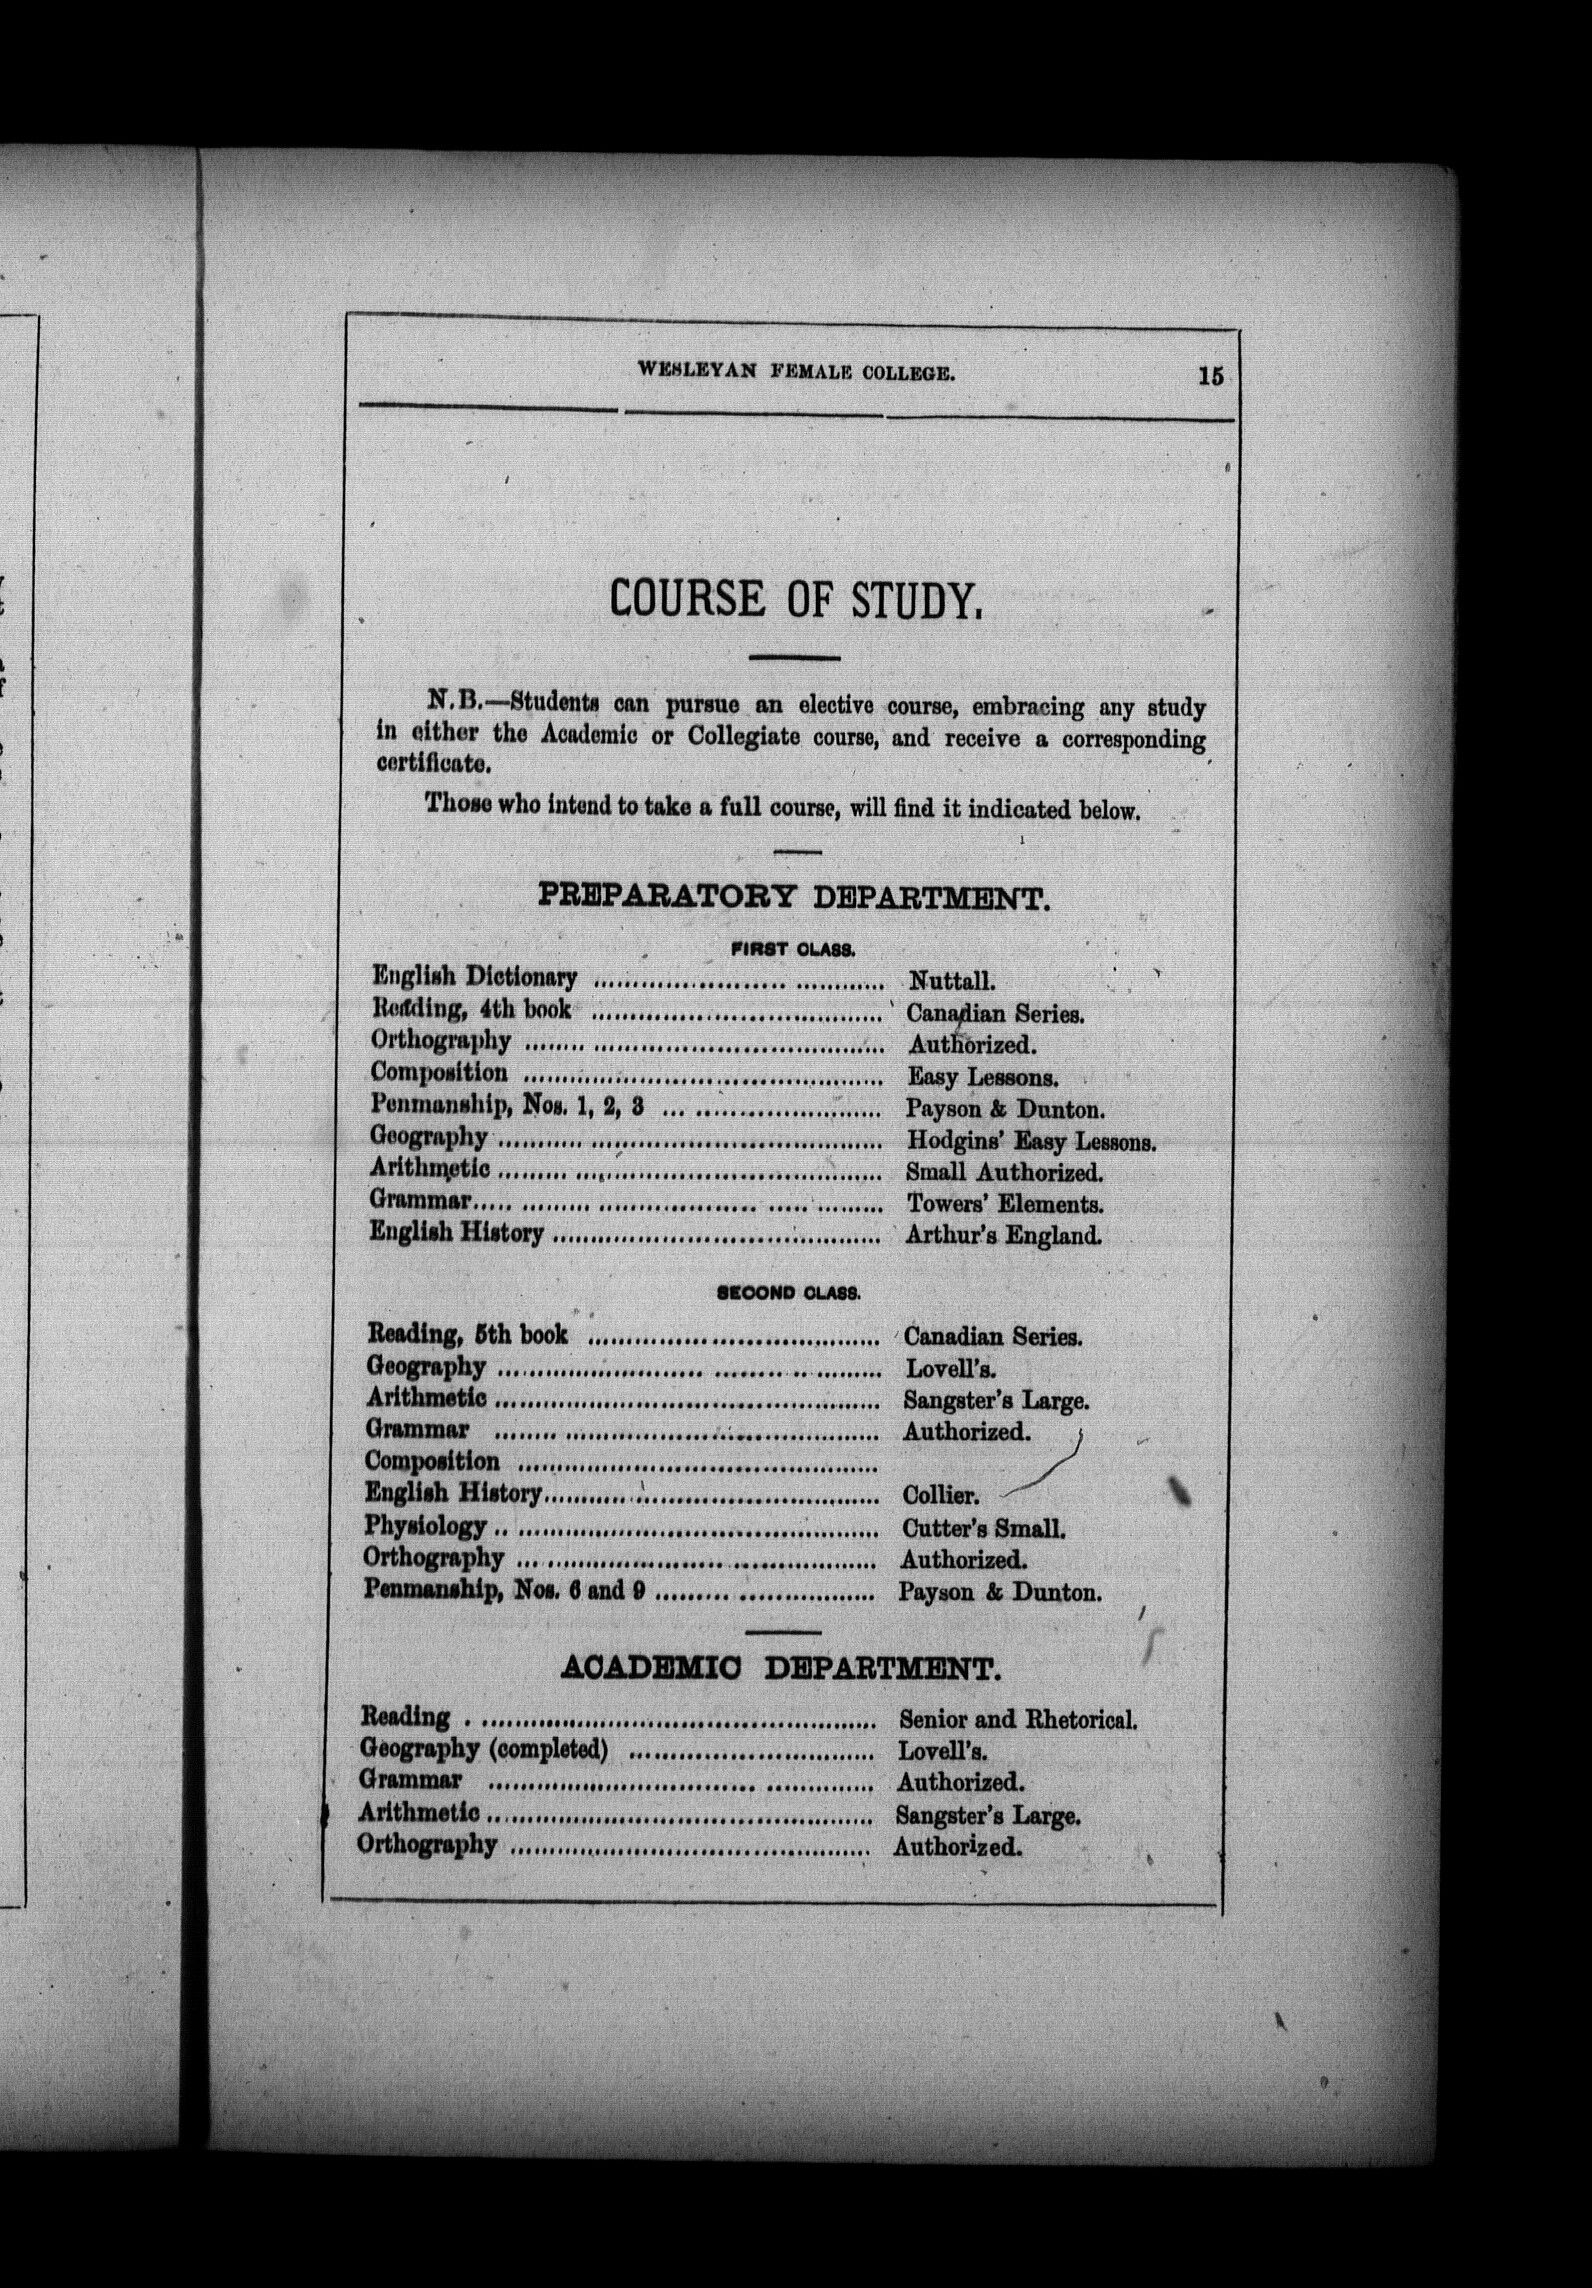 WESLEYAN FEMALE COLLEGE. 15
COURSE OF STUDY.
N.B.—Students can pursue an elective course, embracing any study
in either the Academic or Collegiate course, and receive a corresponding
certificate.
Those who intend to take a full course, will find it indicated below.
PREPARATORY DEPARTMENT.
FIRST CLASS.
English Dictionary .................................... Nuttall.
Reading, 4th book .................................... Canadian Series.
Orthography .................................... Authorized.
Composition .................................... Easy Lessons.
Penmanship, Nos. 1, 2, 3 .................................... Payson & Dunton.
Geography .................................... Hodgins' Easy Lessons.
Arithmetic .................................... Small Authorized.
Grammar .................................... Towers' Elements.
English History .................................... Arthur's England.
SECOND CLASS.
Reading, 5th book .................................... Canadian Series.
Geography .................................... Lovell's.
Arithmetic .................................... Sangster's Large.
Grammar .................................... Authorized.
Composition ....................................
English History .................................... Collier.
Physiology .................................... Cutter's Small.
Orthography .................................... Authorized.
Penmanship, Nos. 6 and 9 .................................... Payson & Dunton.
ACADEMIC DEPARTMENT.
Reading .................................... Senior and Rhetorical.
Geography (completed) .................................... Lovell's.
Grammar .................................... Authorized.
Arithmetic .................................... Sangster's Large.
Orthography .................................... Authorized.